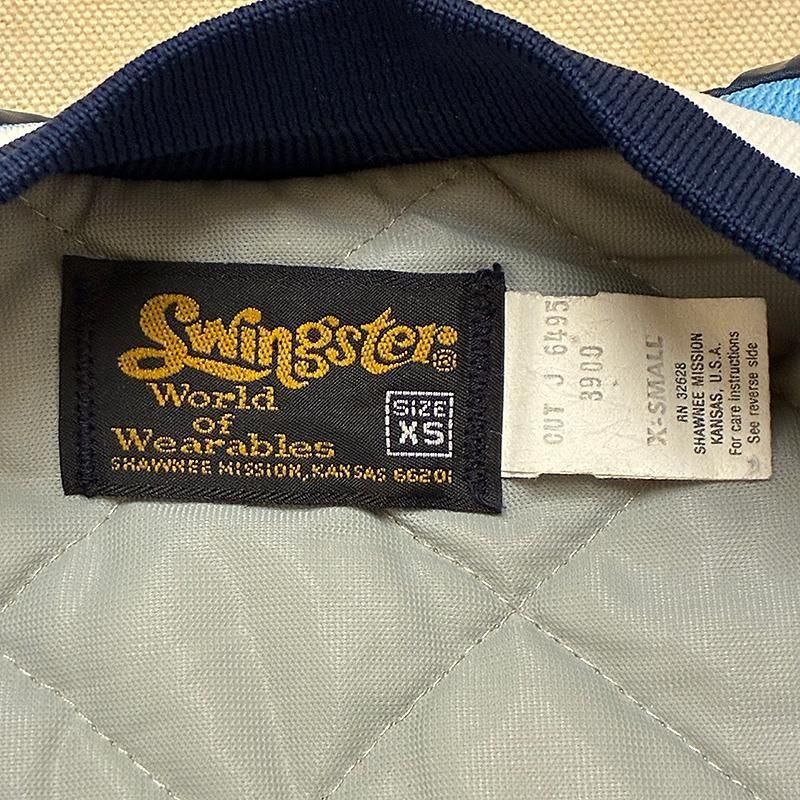 Swingster®
World
of
Wearables
SHAWNEE MISSION, KANSAS 66201
SIZE
XS
CUT J 6495
3900
X-SMALL
RN 32628
SHAWNEE MISSION
KANSAS, U.S.A.
For care instructions
See reverse side